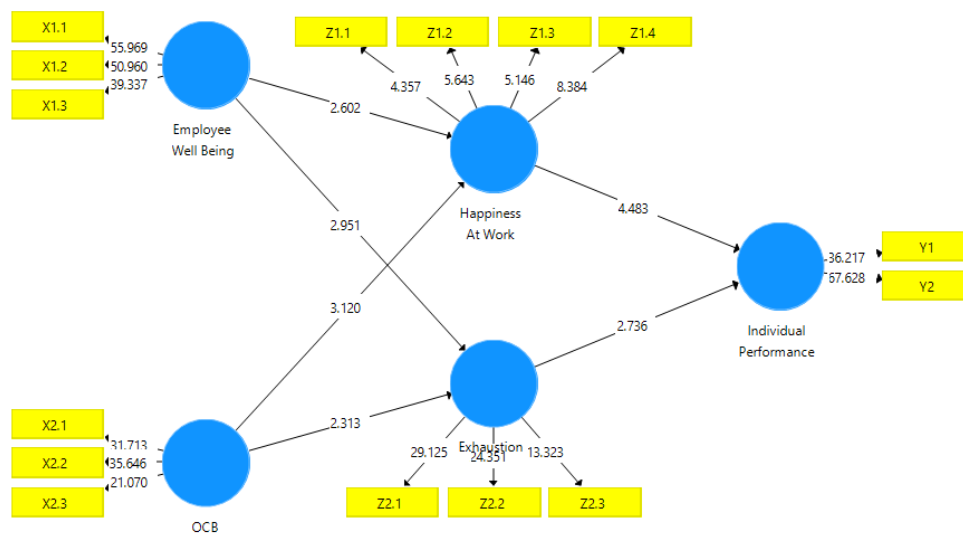 X1.1
X1.2
X1.3
55.969
50.960
39.337
Employee
Well Being
Z1.1
Z1.2
Z1.3
Z1.4
4.357
5.643
5.146
8.384
2.602
Happiness
At Work
2.951
3.120
4.483
36.217
67.628
Y1
Y2
Individual
Performance
2.736
2.313
X2.1
X2.2
X2.3
31.713
35.646
21.070
OCB
Exhaustion
29.125
24.351
13.323
Z2.1
Z2.2
Z2.3